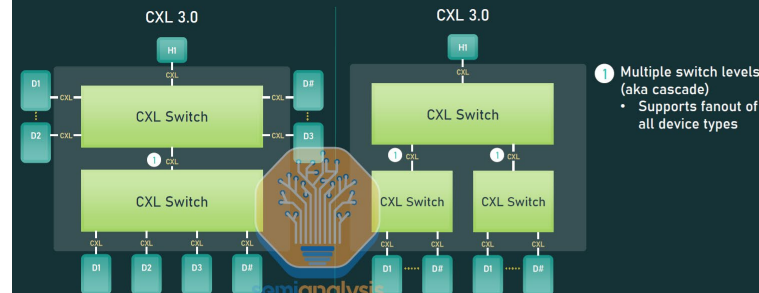 CXL 3.0
H1
CXL
D1
CXL
CXL
D#
CXL Switch
D2
CXL
CXL
D3
1
CXL
CXL Switch
CXL
CXL
CXL
CXL
D1
D2
D3
D#
CXL 3.0
H1
CXL
CXL Switch
1
CXL
1
CXL
CXL Switch
CXL Switch
CXL
CXL
CXL
CXL
D1
D#
D1
D#
1 Multiple switch levels
(aka cascade)
• Supports fanout of
all device types
semianalysis